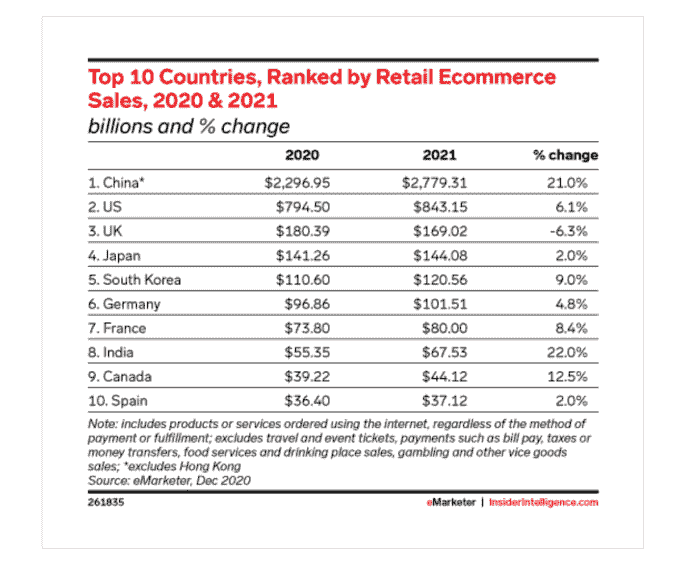 Top 10 Countries, Ranked by Retail Ecommerce
Sales, 2020 & 2021
billions and % change
2020 2021 % change
1. China* $2,296.95 $2,779.31 21.0%
2. US $794.50 $843.15 6.1%
3. UK $180.39 $169.02 -6.3%
4. Japan $141.26 $144.08 2.0%
5. South Korea $110.60 $120.56 9.0%
6. Germany $96.86 $101.51 4.8%
7. France $73.80 $80.00 8.4%
8. India $55.35 $67.53 22.0%
9. Canada $39.22 $44.12 12.5%
10. Spain $36.40 $37.12 2.0%
Note: includes products or services ordered using the internet, regardless of the method of
payment or fulfillment; excludes travel and event tickets, payments such as bill pay, taxes or
money transfers, food services and drinking place sales, gambling and other vice goods
sales; *excludes Hong Kong
Source: eMarketer, Dec 2020
261835 eMarketer | InsiderIntelligence.com